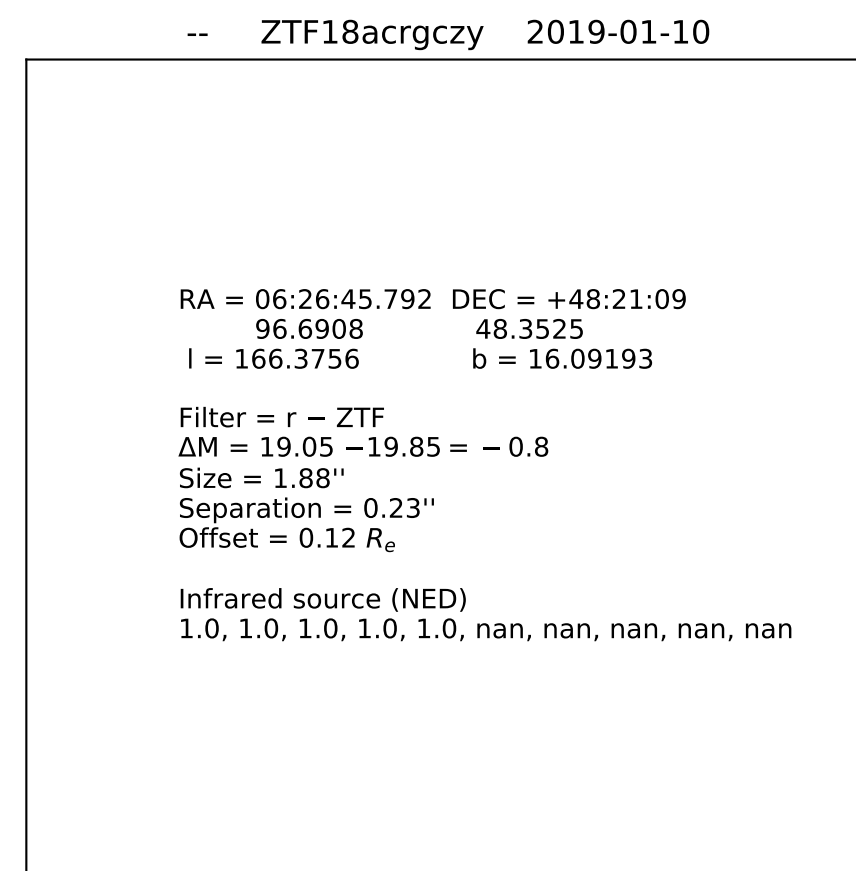 -- ZTF18acrgczy 2019-01-10
RA = 06:26:45.792 DEC = +48:21:09
96.6908 48.3525
l = 166.3756 b = 16.09193
Filter = r − ZTF
ΔM = 19.05 −19.85 = − 0.8
Size = 1.88''
Separation = 0.23''
Offset = 0.12 Re
Infrared source (NED)
1.0, 1.0, 1.0, 1.0, 1.0, nan, nan, nan, nan, nan